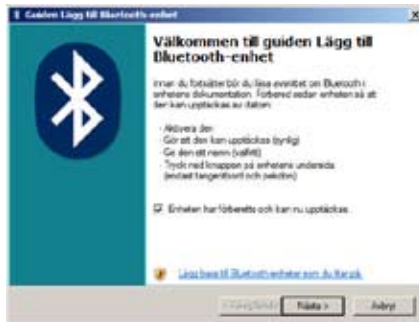 Guiden Lägg till Bluetooth-enhet
Välkommen till guiden Lägg till
Bluetooth-enhet
Innan du fortsätter bör du läsa avsnittet om Bluetooth i
enhetens dokumentation. Förbered sedan enheten så att
den kan upptäckas av datorn:
- Aktivera den
- Gör att den kan upptäckas (synlig)
- Ge den ett namn (valfritt)
- Tryck ned knappen på enhetens undersida
(endast tangentbord och pekdon)
Enheten har förberetts och kan nu upptäckas.
Lägg bara till Bluetooth-enheter som du litar på.
Nästa >
Avbryt